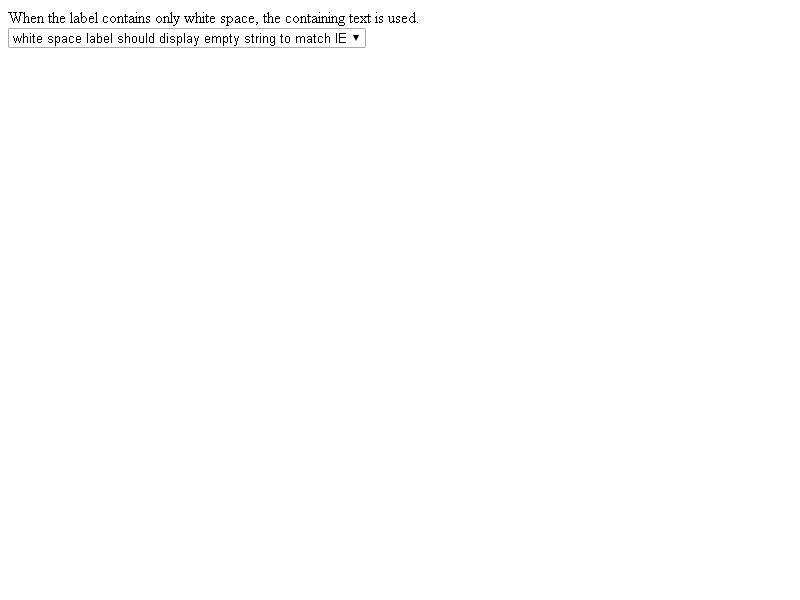 When the label contains only white space, the containing text is used.
white space label should display empty string to match IE